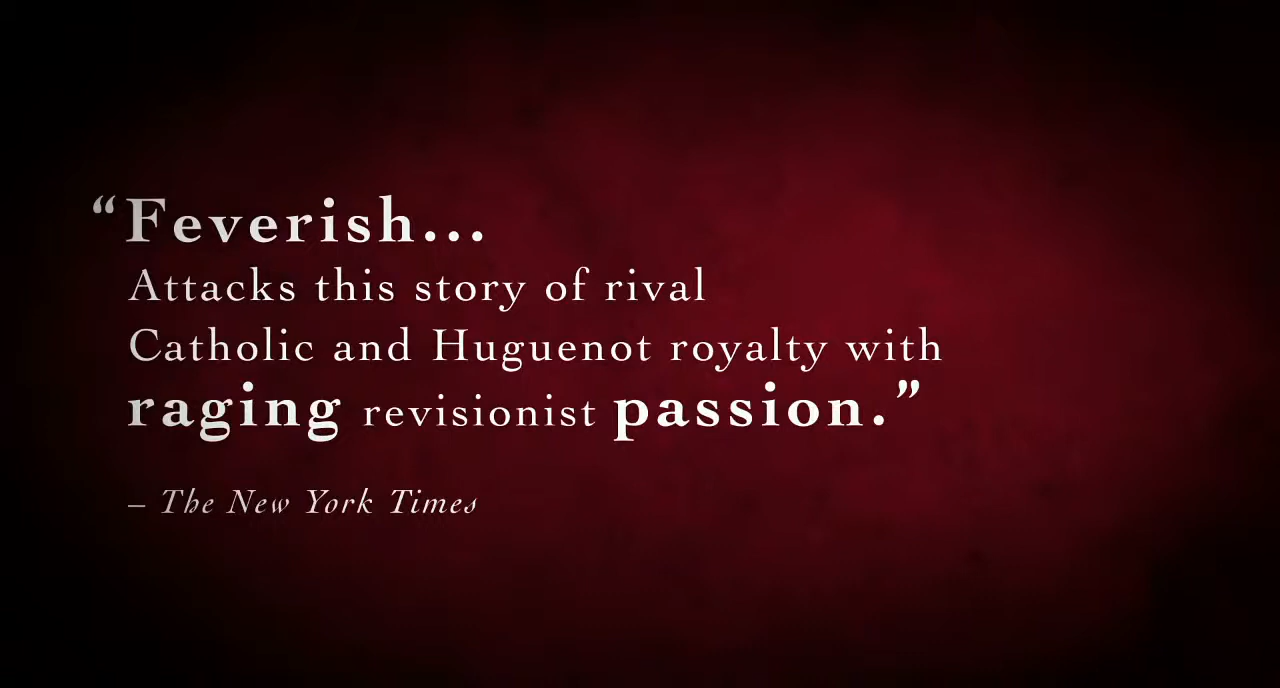 “Feverish...
Attacks this story of rival
Catholic and Huguenot royalty with
raging revisionist passion.”
– The New York Times